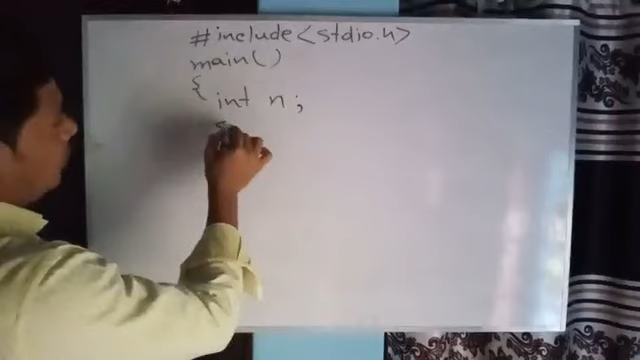 #include<stdio.h>
main()
{
int n;